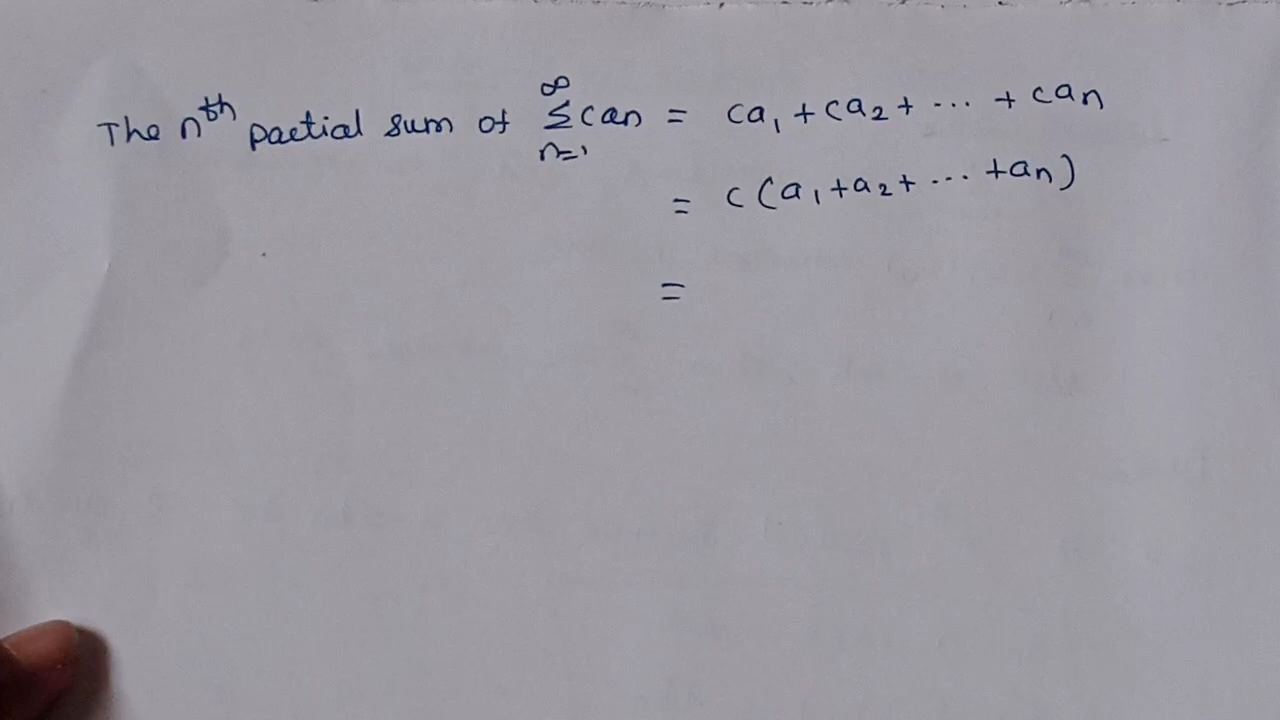 The nᵗʰ partial sum of ∑_{n=1}^{∞} can = ca₁ + ca₂ + ... + can
= c(a₁ + a₂ + ... + an)
=